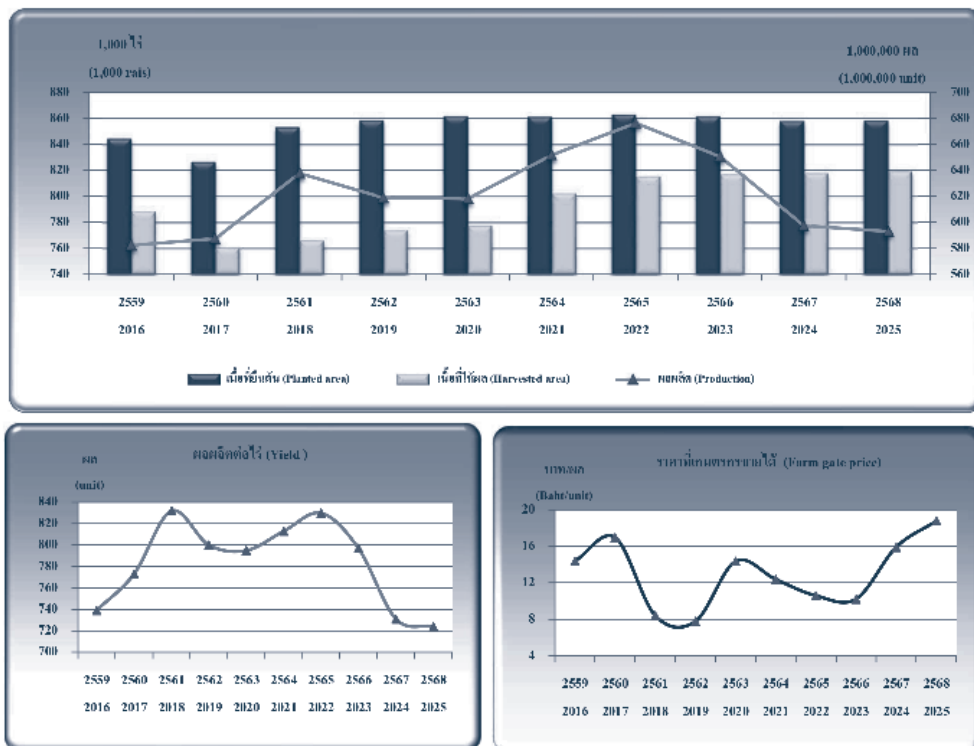 1,000 ไร่
(1,000 rais)
1,000,000 ผล
(1,000,000 unit)
880 700
860 680
840 660
820 640
800 620
780 600
760 580
740 560
2559 2560 2561 2562 2563 2564 2565 2566 2567 2568
2016 2017 2018 2019 2020 2021 2022 2023 2024 2025
เนื้อที่ยืนต้น (Planted area) เนื้อที่ให้ผล (Harvested area) ผลผลิต (Production)
ผลผลิตต่อไร่ (Yield )
ผล
(unit)
840
820
800
780
760
740
720
700
2559 2560 2561 2562 2563 2564 2565 2566 2567 2568
2016 2017 2018 2019 2020 2021 2022 2023 2024 2025
ราคาที่เกษตรกรขายได้ (Farm gate price)
บาท/ผล
(Baht/unit)
20
16
12
8
4
2559 2560 2561 2562 2563 2564 2565 2566 2567 2568
2016 2017 2018 2019 2020 2021 2022 2023 2024 2025